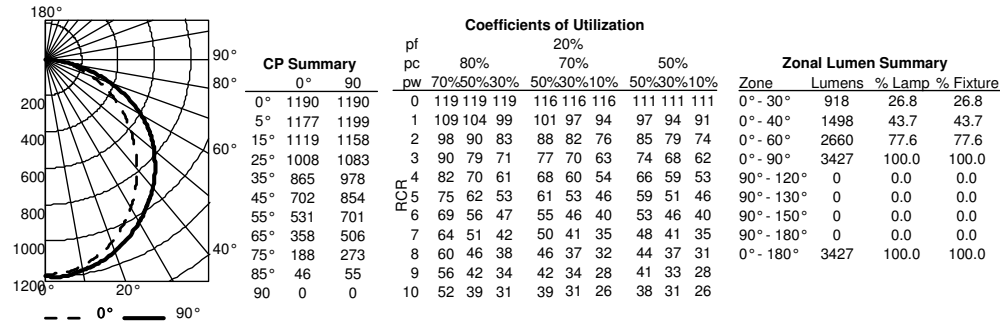 180°
90°
80°
60°
40°
200
400
600
800
1000
1200
0°
20°
0° 90°
CP Summary
0° 90
0° 1190 1190
5° 1177 1199
15° 1119 1158
25° 1008 1083
35° 865 978
45° 702 854
55° 531 701
65° 358 506
75° 188 273
85° 46 55
90 0 0
Coefficients of Utilization
pf 20%
pc 80% 70% 50%
pw 70%50%30% 50%30%10% 50%30%10%
RCR
0 119 119 119 116 116 116 111 111 111
1 109 104 99 101 97 94 97 94 91
2 98 90 83 88 82 76 85 79 74
3 90 79 71 77 70 63 74 68 62
4 82 70 61 68 60 54 66 59 53
5 75 62 53 61 53 46 59 51 46
6 69 56 47 55 46 40 53 46 40
7 64 51 42 50 41 35 48 41 35
8 60 46 38 46 37 32 44 37 31
9 56 42 34 42 34 28 41 33 28
10 52 39 31 39 31 26 38 31 26
Zonal Lumen Summary
Zone Lumens % Lamp % Fixture
0° - 30° 918 26.8 26.8
0° - 40° 1498 43.7 43.7
0° - 60° 2660 77.6 77.6
0° - 90° 3427 100.0 100.0
90° - 120° 0 0.0 0.0
90° - 130° 0 0.0 0.0
90° - 150° 0 0.0 0.0
90° - 180° 0 0.0 0.0
0° - 180° 3427 100.0 100.0